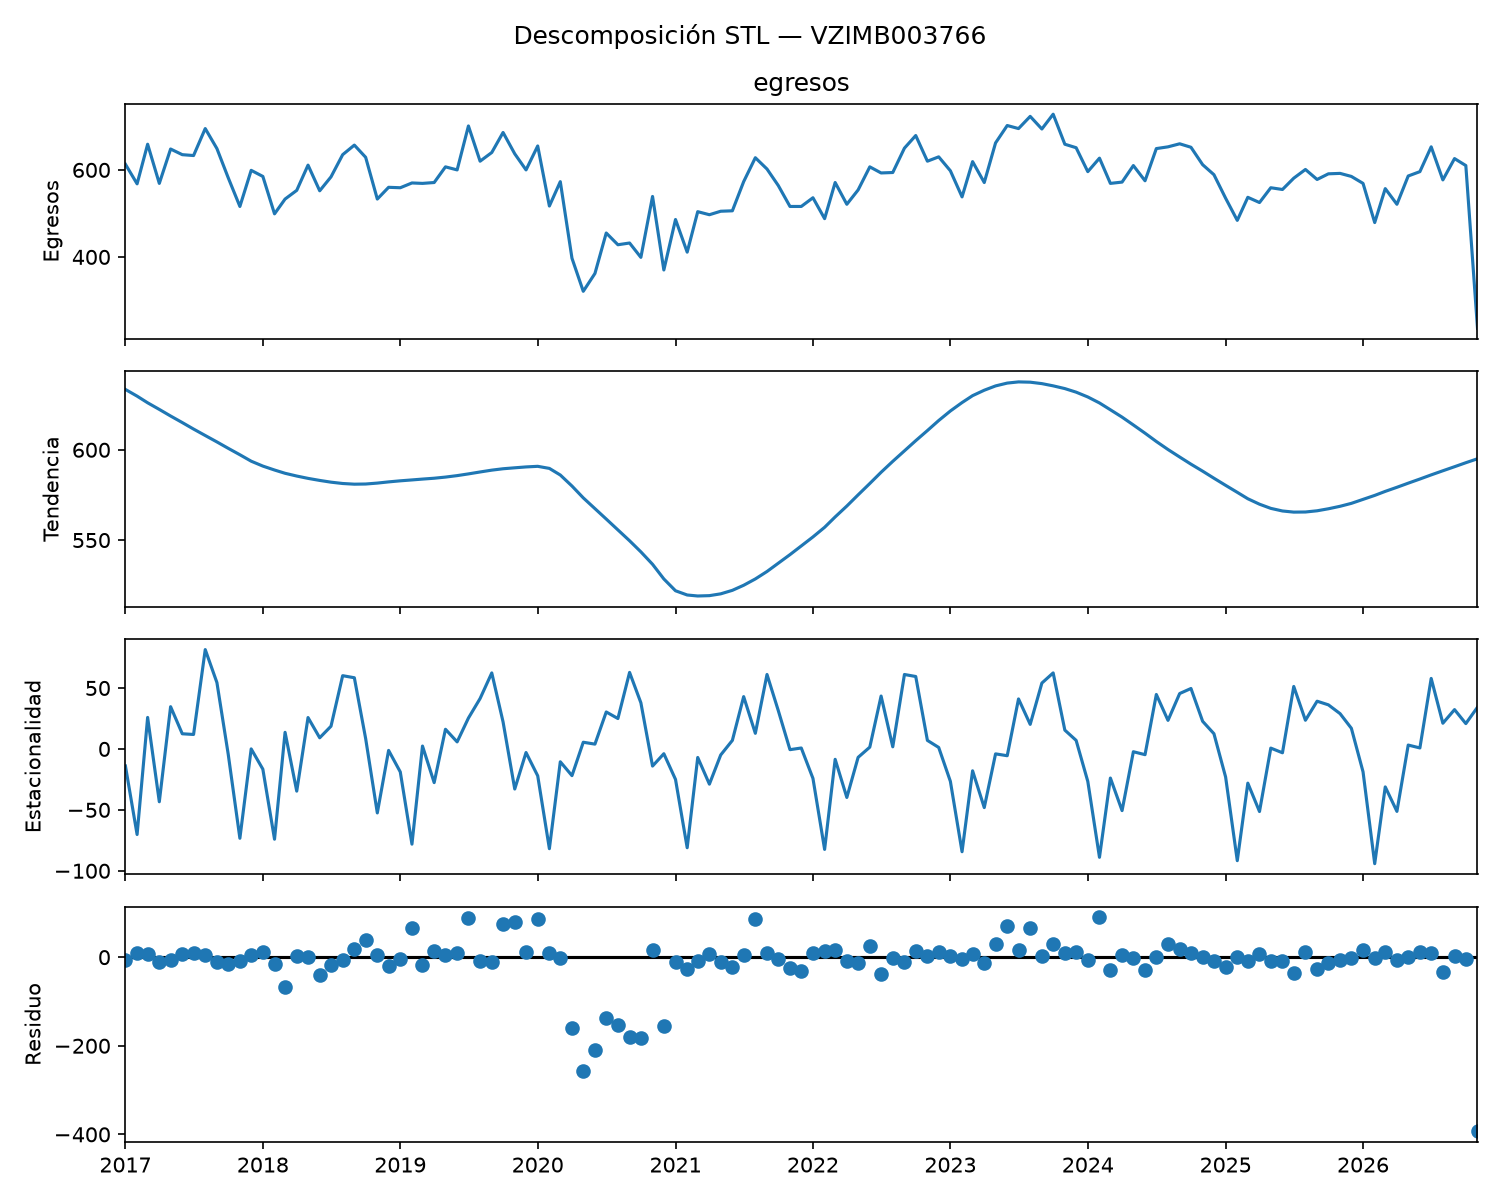 Descomposición STL — VZIMB003766
egresos
Egresos
600
400
Tendencia
600
550
Estacionalidad
50
0
−50
−100
Residuo
0
−200
−400
2017 2018 2019 2020 2021 2022 2023 2024 2025 2026